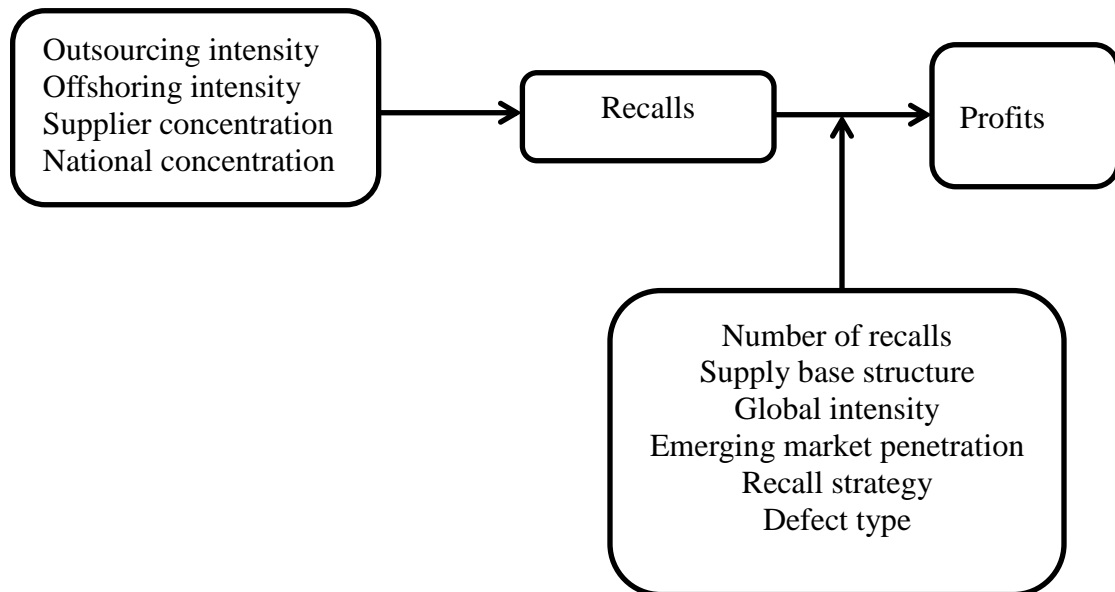 Outsourcing intensity
Offshoring intensity
Supplier concentration
National concentration
Recalls
Profits
Number of recalls
Supply base structure
Global intensity
Emerging market penetration
Recall strategy
Defect type